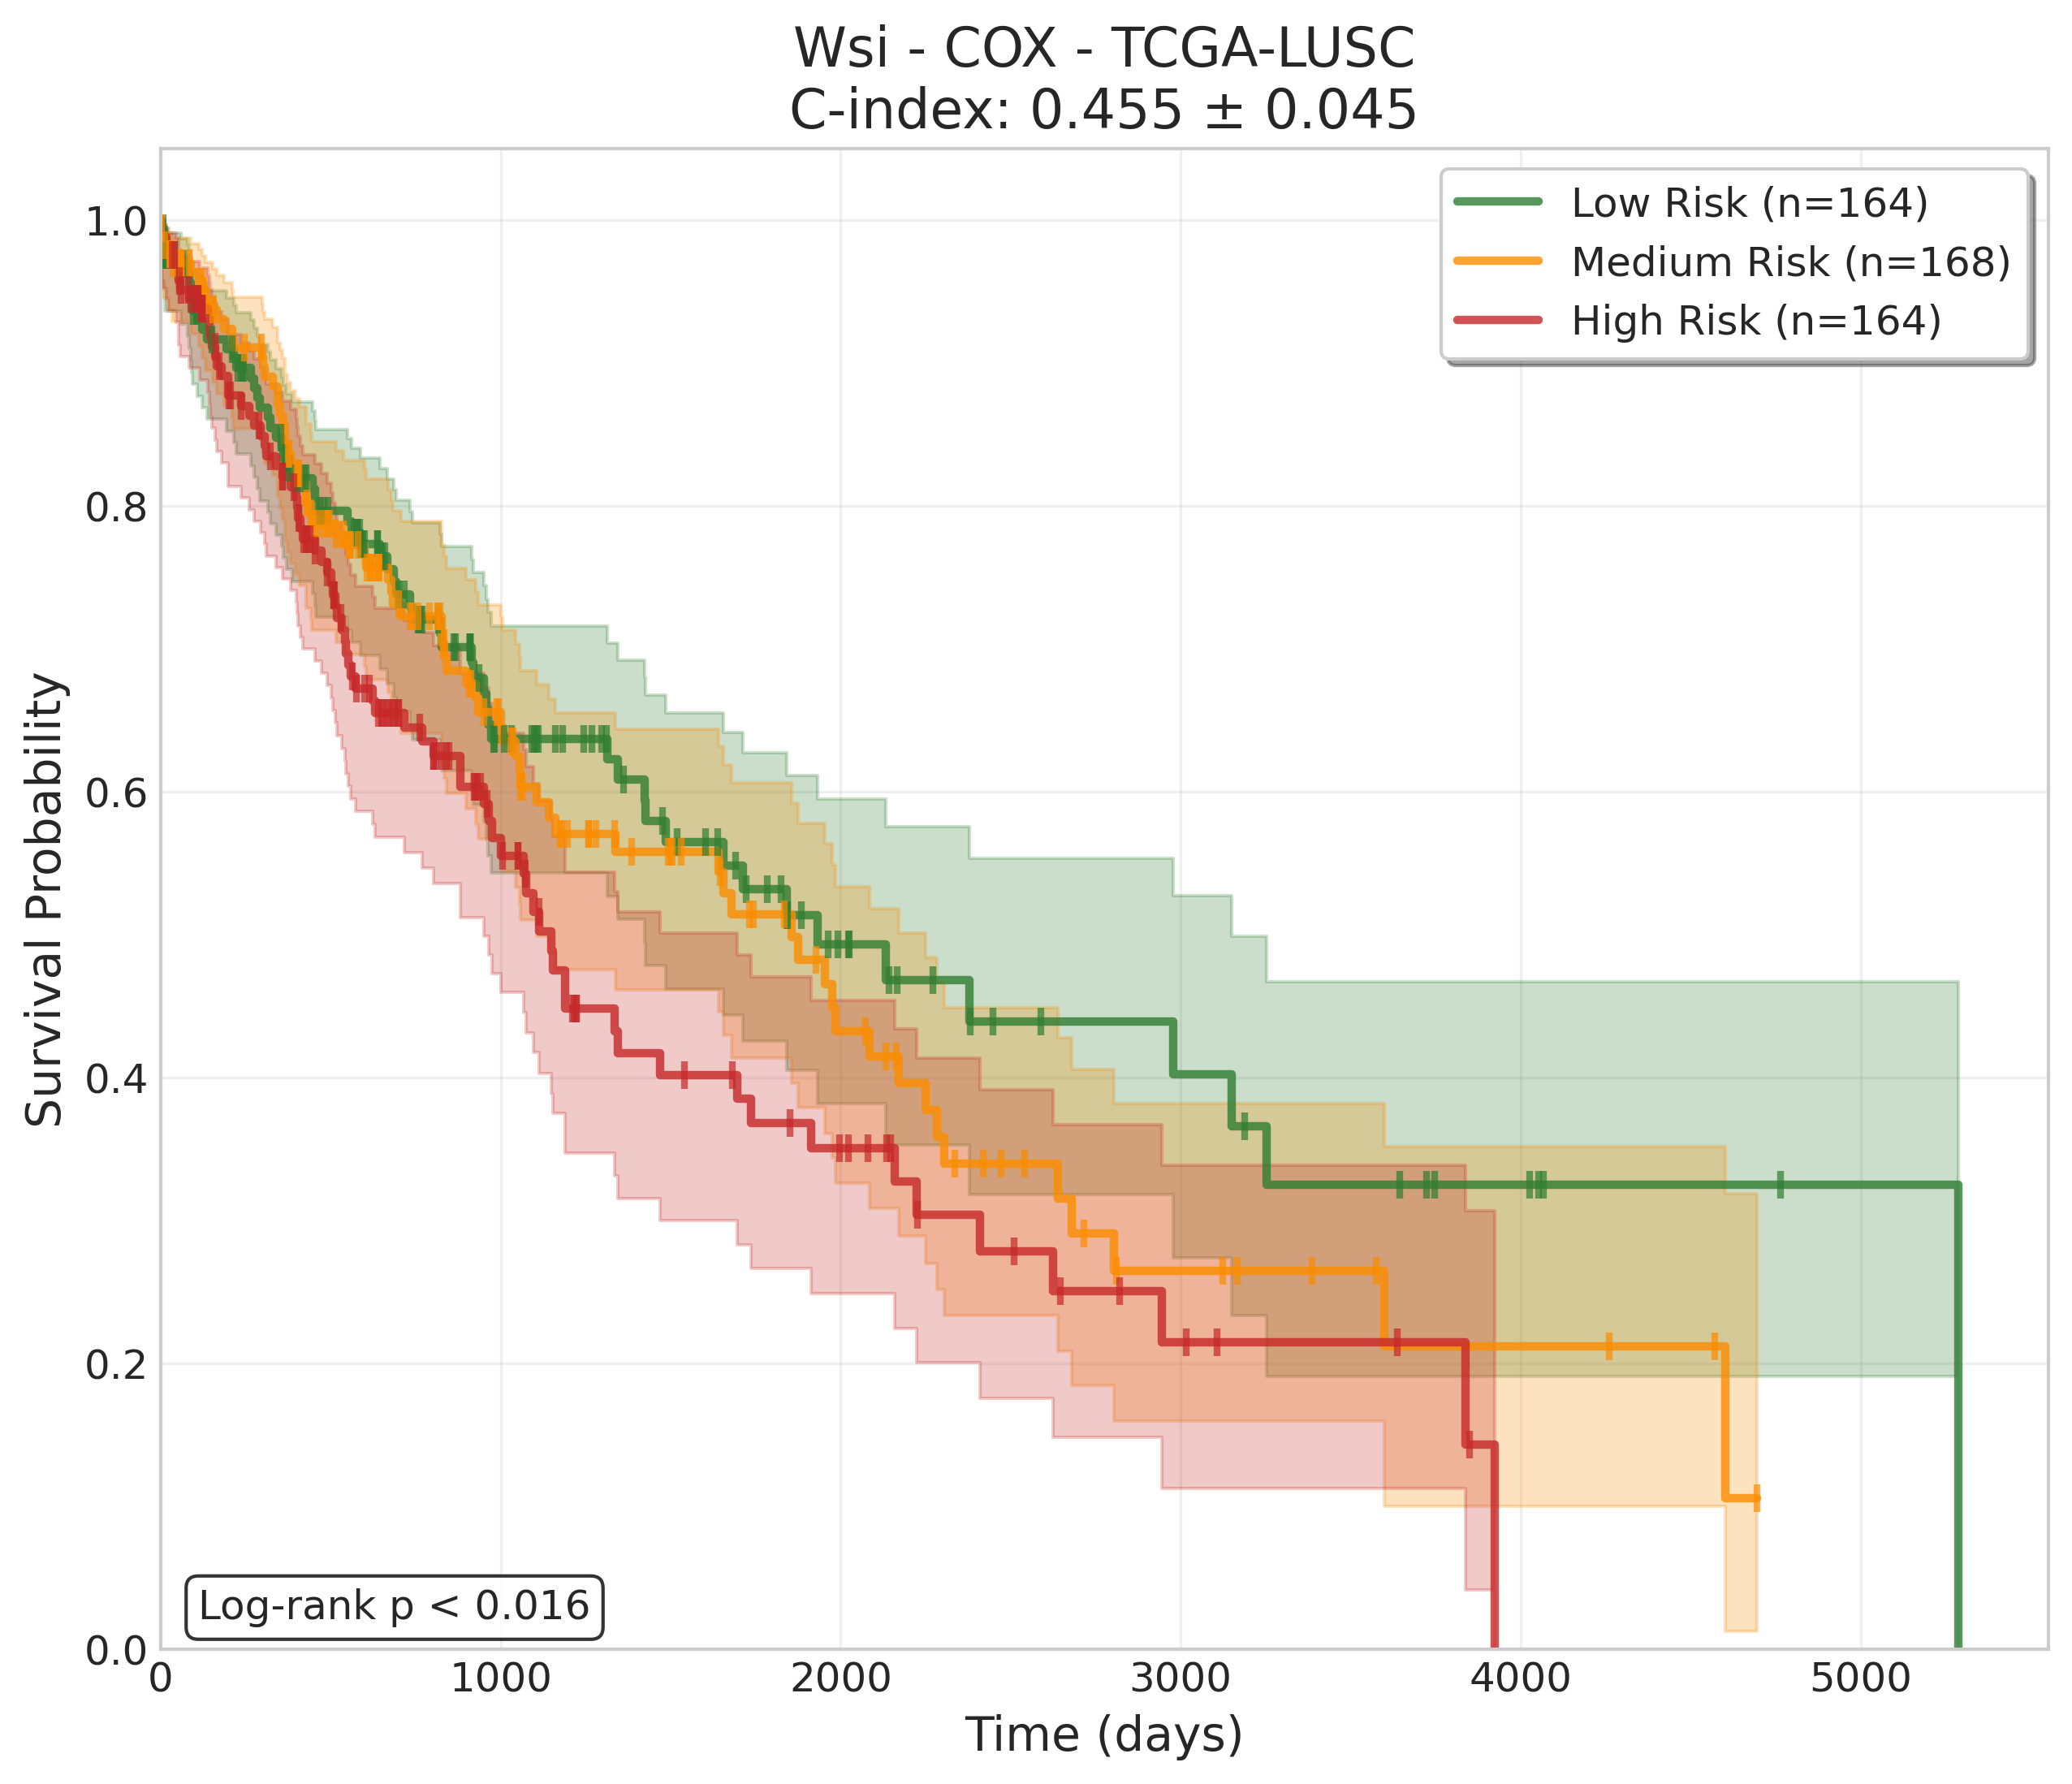 Wsi - COX - TCGA-LUSC
C-index: 0.455 ± 0.045
Low Risk (n=164)
Medium Risk (n=168)
High Risk (n=164)
Survival Probability
1.0
0.8
0.6
0.4
0.2
0.0
Log-rank p < 0.016
0 1000 2000 3000 4000 5000
Time (days)